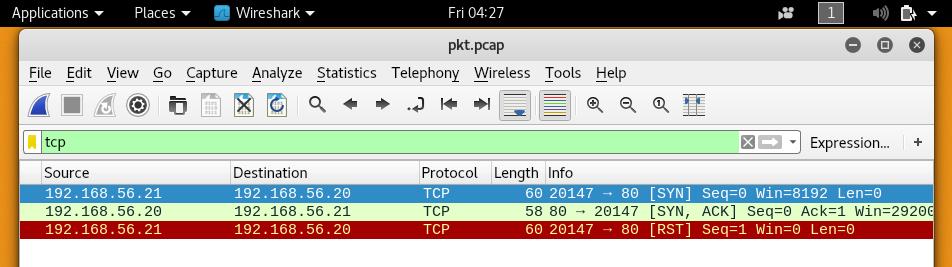 Applications Places Wireshark Fri 04:27 1
pkt.pcap
File Edit View Go Capture Analyze Statistics Telephony Wireless Tools Help
tcp Expression... +
Source Destination Protocol Length Info
192.168.56.21 192.168.56.20 TCP 60 20147 → 80 [SYN] Seq=0 Win=8192 Len=0
192.168.56.20 192.168.56.21 TCP 58 80 → 20147 [SYN, ACK] Seq=0 Ack=1 Win=29200
192.168.56.21 192.168.56.20 TCP 60 20147 → 80 [RST] Seq=1 Win=0 Len=0